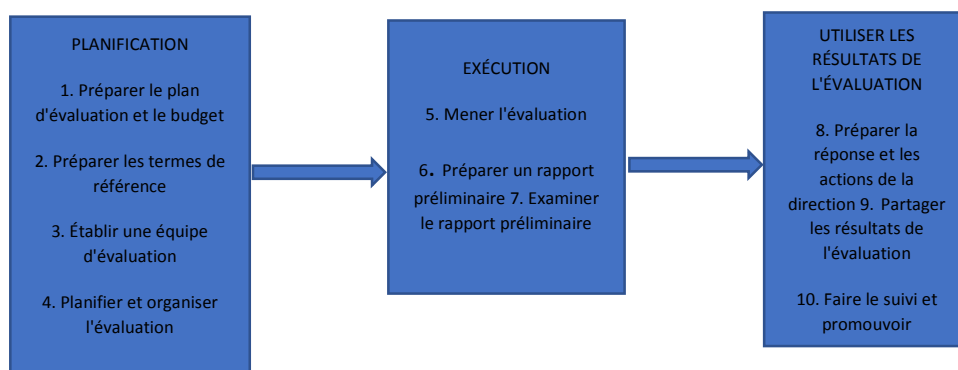 PLANIFICATION
1. Préparer le plan
d'évaluation et le budget
2. Préparer les termes de
référence
3. Établir une équipe
d'évaluation
4. Planifier et organiser
l'évaluation
EXÉCUTION
5. Mener l'évaluation
6. Préparer un rapport
préliminaire 7. Examiner
le rapport préliminaire
UTILISER LES
RÉSULTATS DE
L'ÉVALUATION
8. Préparer la
réponse et les
actions de la
direction 9. Partager
les résultats de
l'évaluation
10. Faire le suivi et
promouvoir